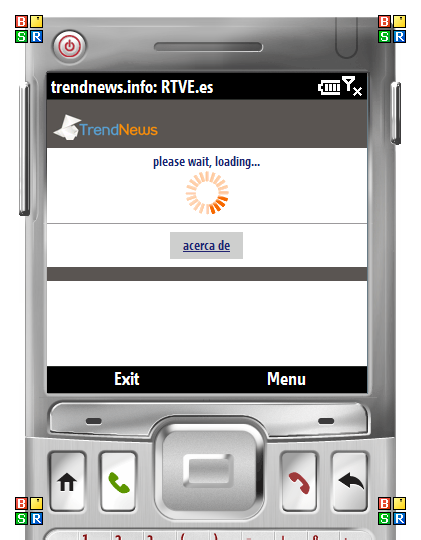 B ' B '
S R S R
trendnews.info: RTVE.es
TrendNews
please wait, loading...
acerca de
Exit Menu
B ' B '
S R S R